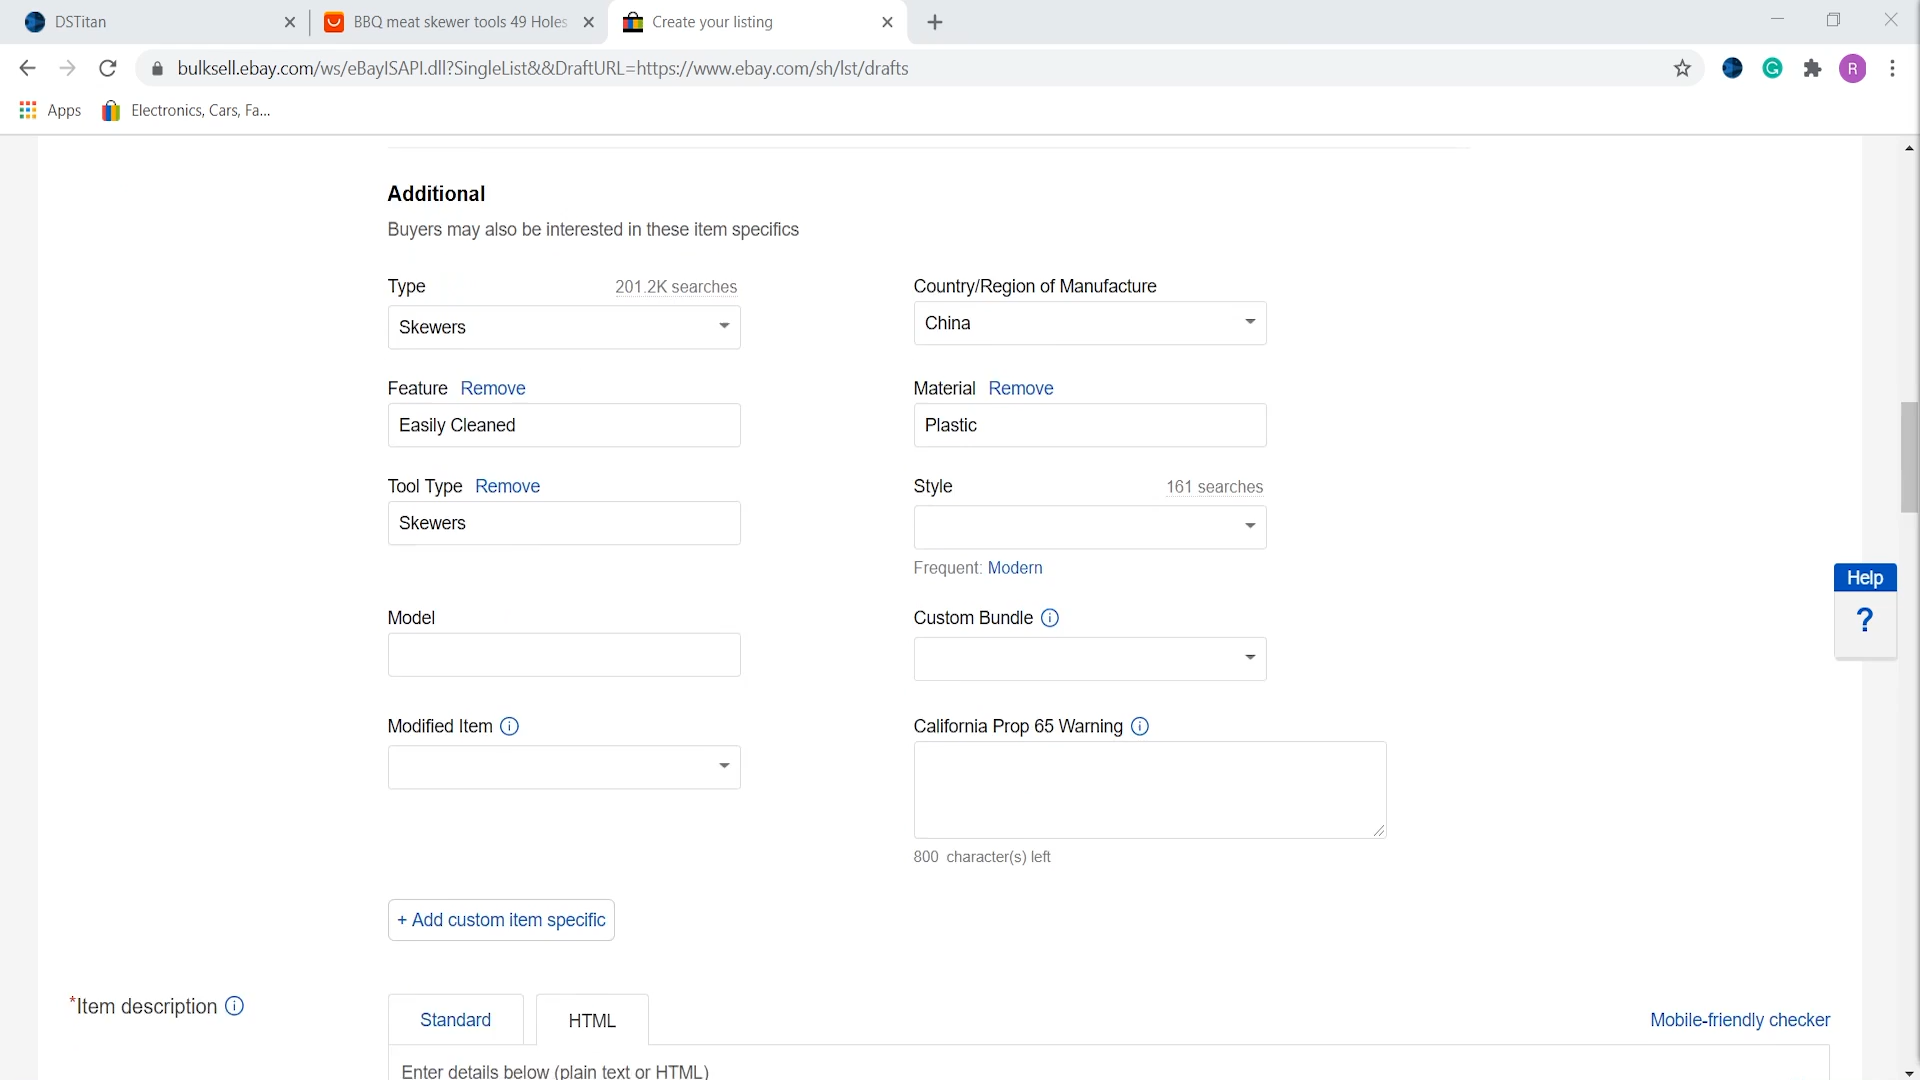 DSTitan
BBQ meat skewer tools 49 Holes
Create your listing
bulksell.ebay.com/ws/eBayISAPI.dll?SingleList&&DraftURL=https://www.ebay.com/sh/lst/drafts
R
Apps
Electronics, Cars, Fa...
Additional
Buyers may also be interested in these item specifics
Type 201.2K searches
Country/Region of Manufacture
Skewers
China
Feature Remove
Material Remove
Easily Cleaned
Plastic
Tool Type Remove
Style 161 searches
Skewers
Frequent: Modern
Help
?
Model
Custom Bundle
Modified Item
California Prop 65 Warning
800 character(s) left
+ Add custom item specific
*Item description
Standard
HTML
Mobile-friendly checker
Enter details below (plain text or HTML)